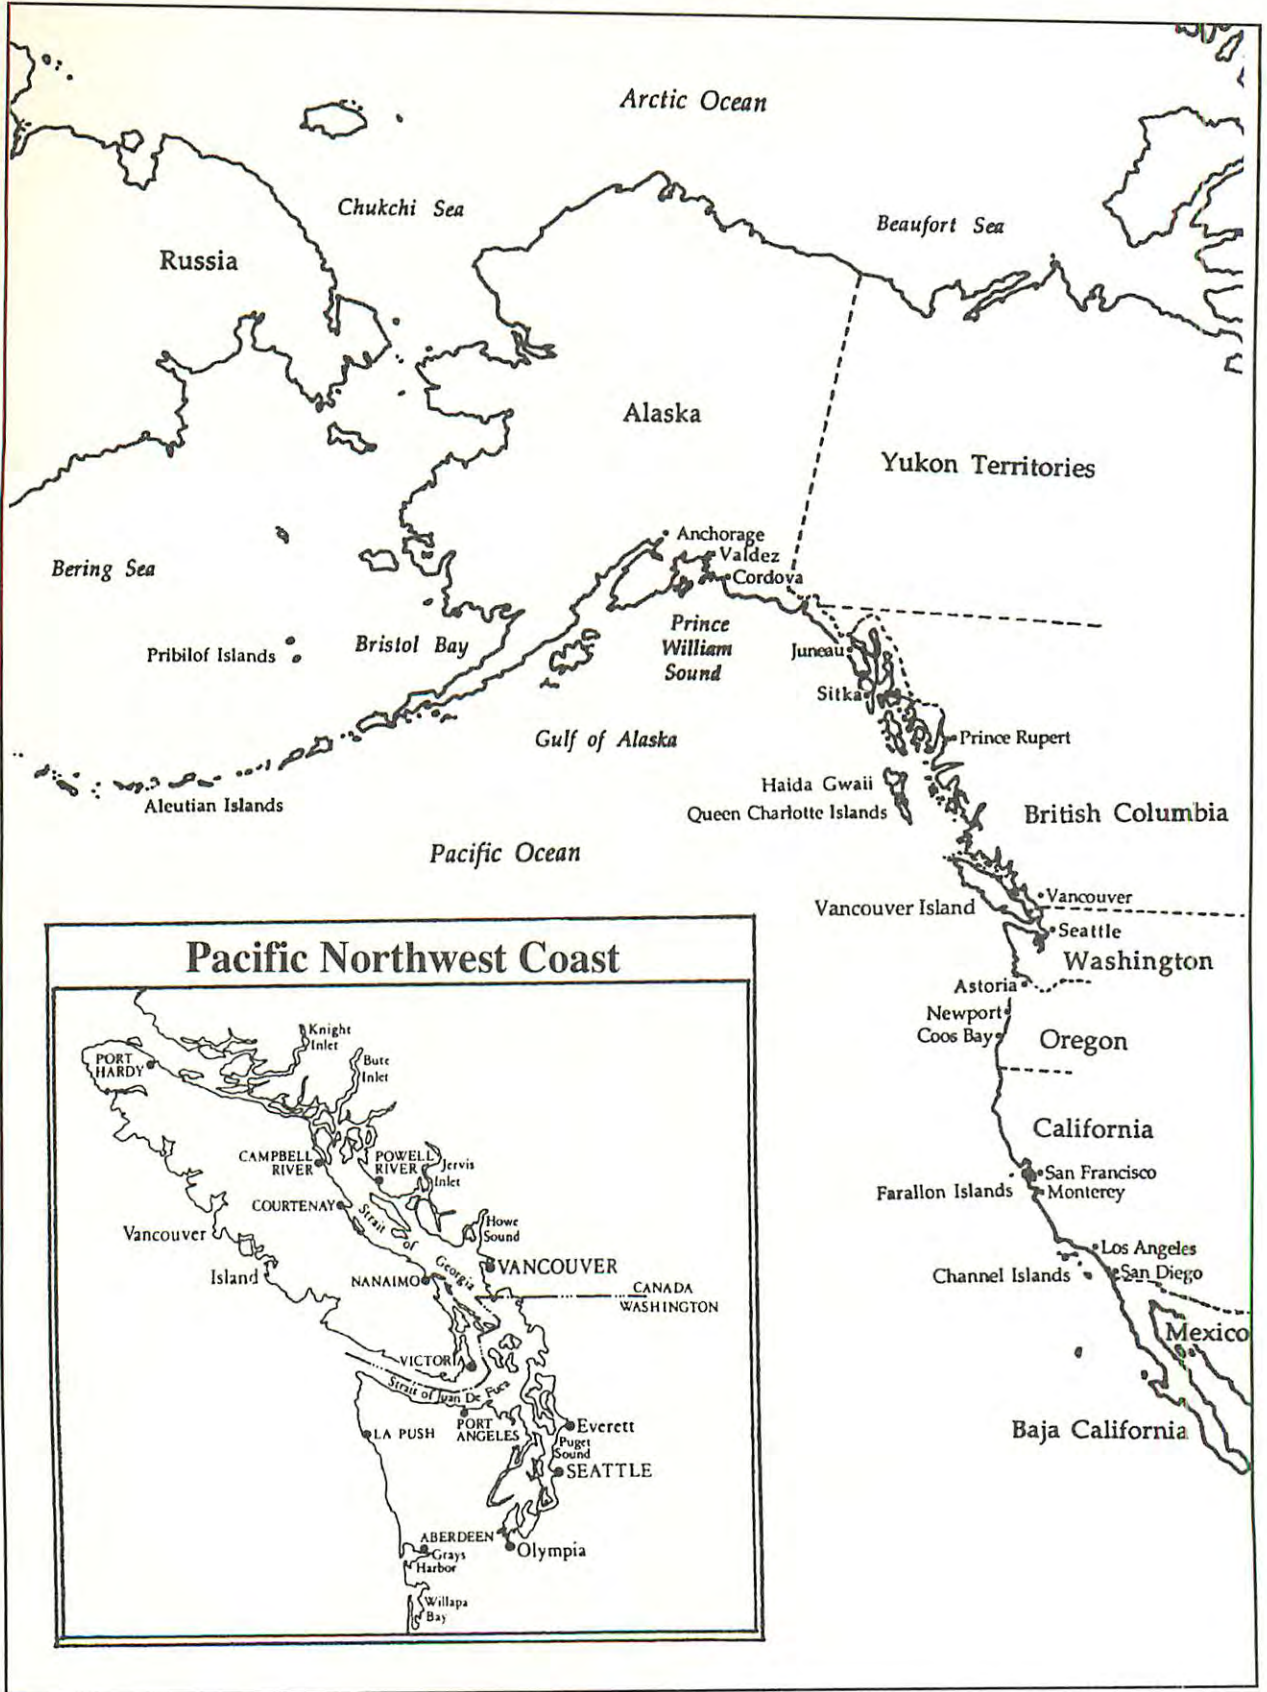 Arctic Ocean
Chukchi Sea
Beaufort Sea
Russia
Alaska
Yukon Territories
Anchorage
Valdez
Cordova
Bering Sea
Prince
William
Sound
Bristol Bay
Pribilof Islands
Juneau
Sitka
Gulf of Alaska
Prince Rupert
Haida Gwaii
Queen Charlotte Islands
Aleutian Islands
British Columbia
Pacific Ocean
Vancouver
Vancouver Island
Seattle
Washington
Astoria
Newport
Coos Bay
Oregon
California
San Francisco
Farallon Islands
Monterey
Los Angeles
Channel Islands
San Diego
Mexico
Baja California
Pacific Northwest Coast
Knight
Inlet
Bute
Inlet
PORT
HARDY
CAMPBELL
RIVER
POWELL
RIVER
Jervis
Inlet
COURTENAY
Strait of Georgia
Howe
Sound
Vancouver
Island
NANAIMO
VANCOUVER
CANADA
WASHINGTON
VICTORIA
Strait of Juan De Fuca
PORT
ANGELES
LA PUSH
Everett
Puget
Sound
SEATTLE
ABERDEEN
Grays
Harbor
Olympia
Willapa
Bay